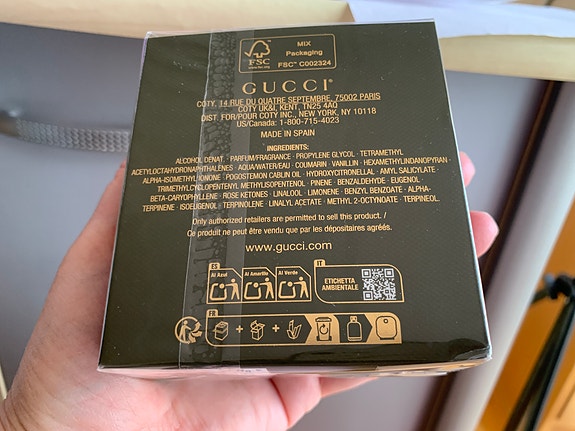 FSC
www.fsc.org
MIX
Packaging
FSC™ C002324
GUCCI
COTY, 14 RUE DU QUATRE SEPTEMBRE, 75002 PARIS
COTY UK&I, KENT, TN25 4AQ
DIST. FOR/POUR COTY INC., NEW YORK, NY 10118
US/Canada: 1-800-715-4023
MADE IN SPAIN
INGREDIENTS:
ALCOHOL DENAT. · PARFUM/FRAGRANCE · PROPYLENE GLYCOL · TETRAMETHYL
ACETYLOCTAHYDRONAPHTHALENES · AQUA/WATER/EAU · COUMARIN · VANILLIN · HEXAMETHYLINDANOPYRAN ·
ALPHA-ISOMETHYL IONONE · POGOSTEMON CABLIN OIL · HYDROXYCITRONELLAL · AMYL SALICYLATE ·
TRIMETHYLCYCLOPENTENYL METHYLISOPENTENOL · PINENE · BENZALDEHYDE · EUGENOL ·
BETA-CARYOPHYLLENE · ROSE KETONES · LINALOOL · LIMONENE · BENZYL BENZOATE · ALPHA-
TERPINENE · ISOEUGENOL · TERPINOLENE · LINALYL ACETATE · METHYL 2-OCTYNOATE · TERPINEOL.
Only authorized retailers are permitted to sell this product. /
Ce produit ne peut être vendu que par les dépositaires agréés.
www.gucci.com
ES
Al Azul
Al Amarillo
Al Verde
IT
ETICHETTA
AMBIENTALE
FR